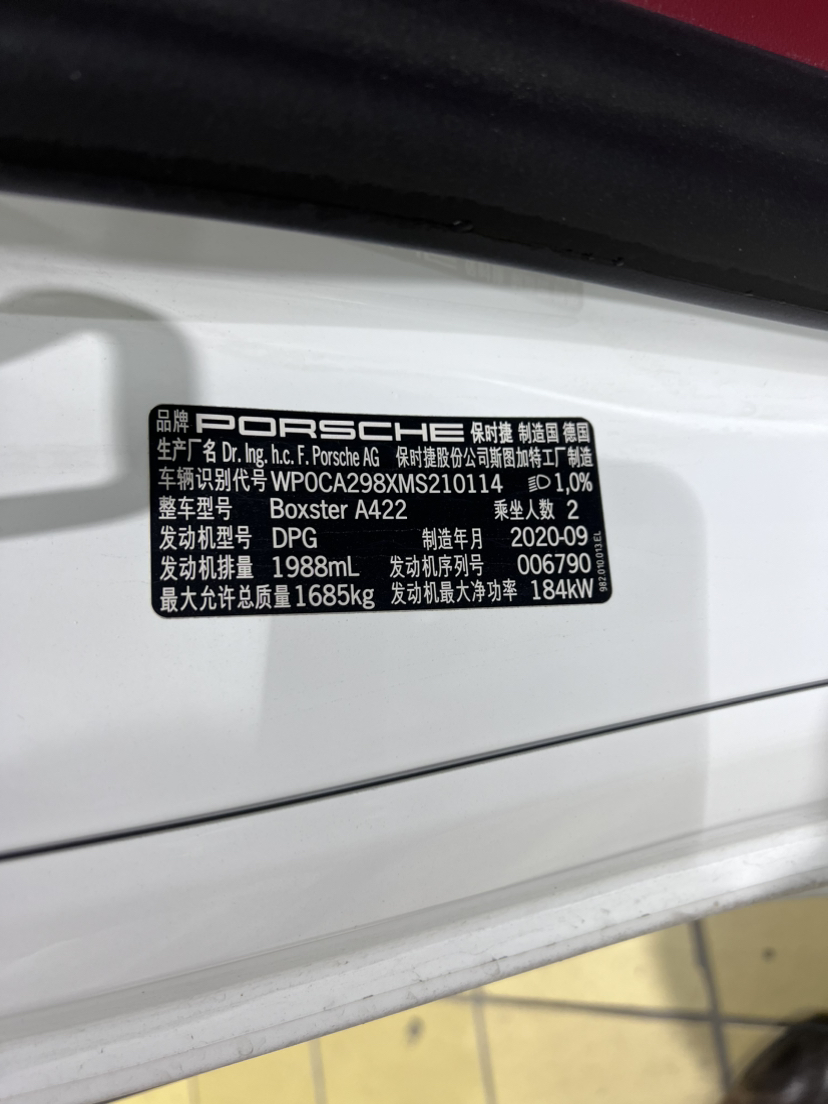 品牌 PORSCHE 保时捷 制造国 德国
生产厂名 Dr. Ing. h.c. F. Porsche AG 保时捷股份公司斯图加特工厂制造
车辆识别代号 WP0CA298XMS210114 1,0%
整车型号 Boxster A422 乘坐人数 2
发动机型号 DPG 制造年月 2020-09
发动机排量 1988mL 发动机序列号 006790
最大允许总质量 1685kg 发动机最大净功率 184kW
982.010.013.EL